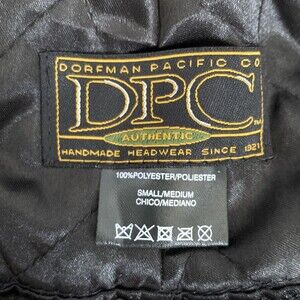 DORFMAN PACIFIC CO
DPC
TM
AUTHENTIC
HANDMADE HEADWEAR SINCE 1921
100%POLYESTER/POLIESTER
SMALL/MEDIUM
CHICO/MEDIANO